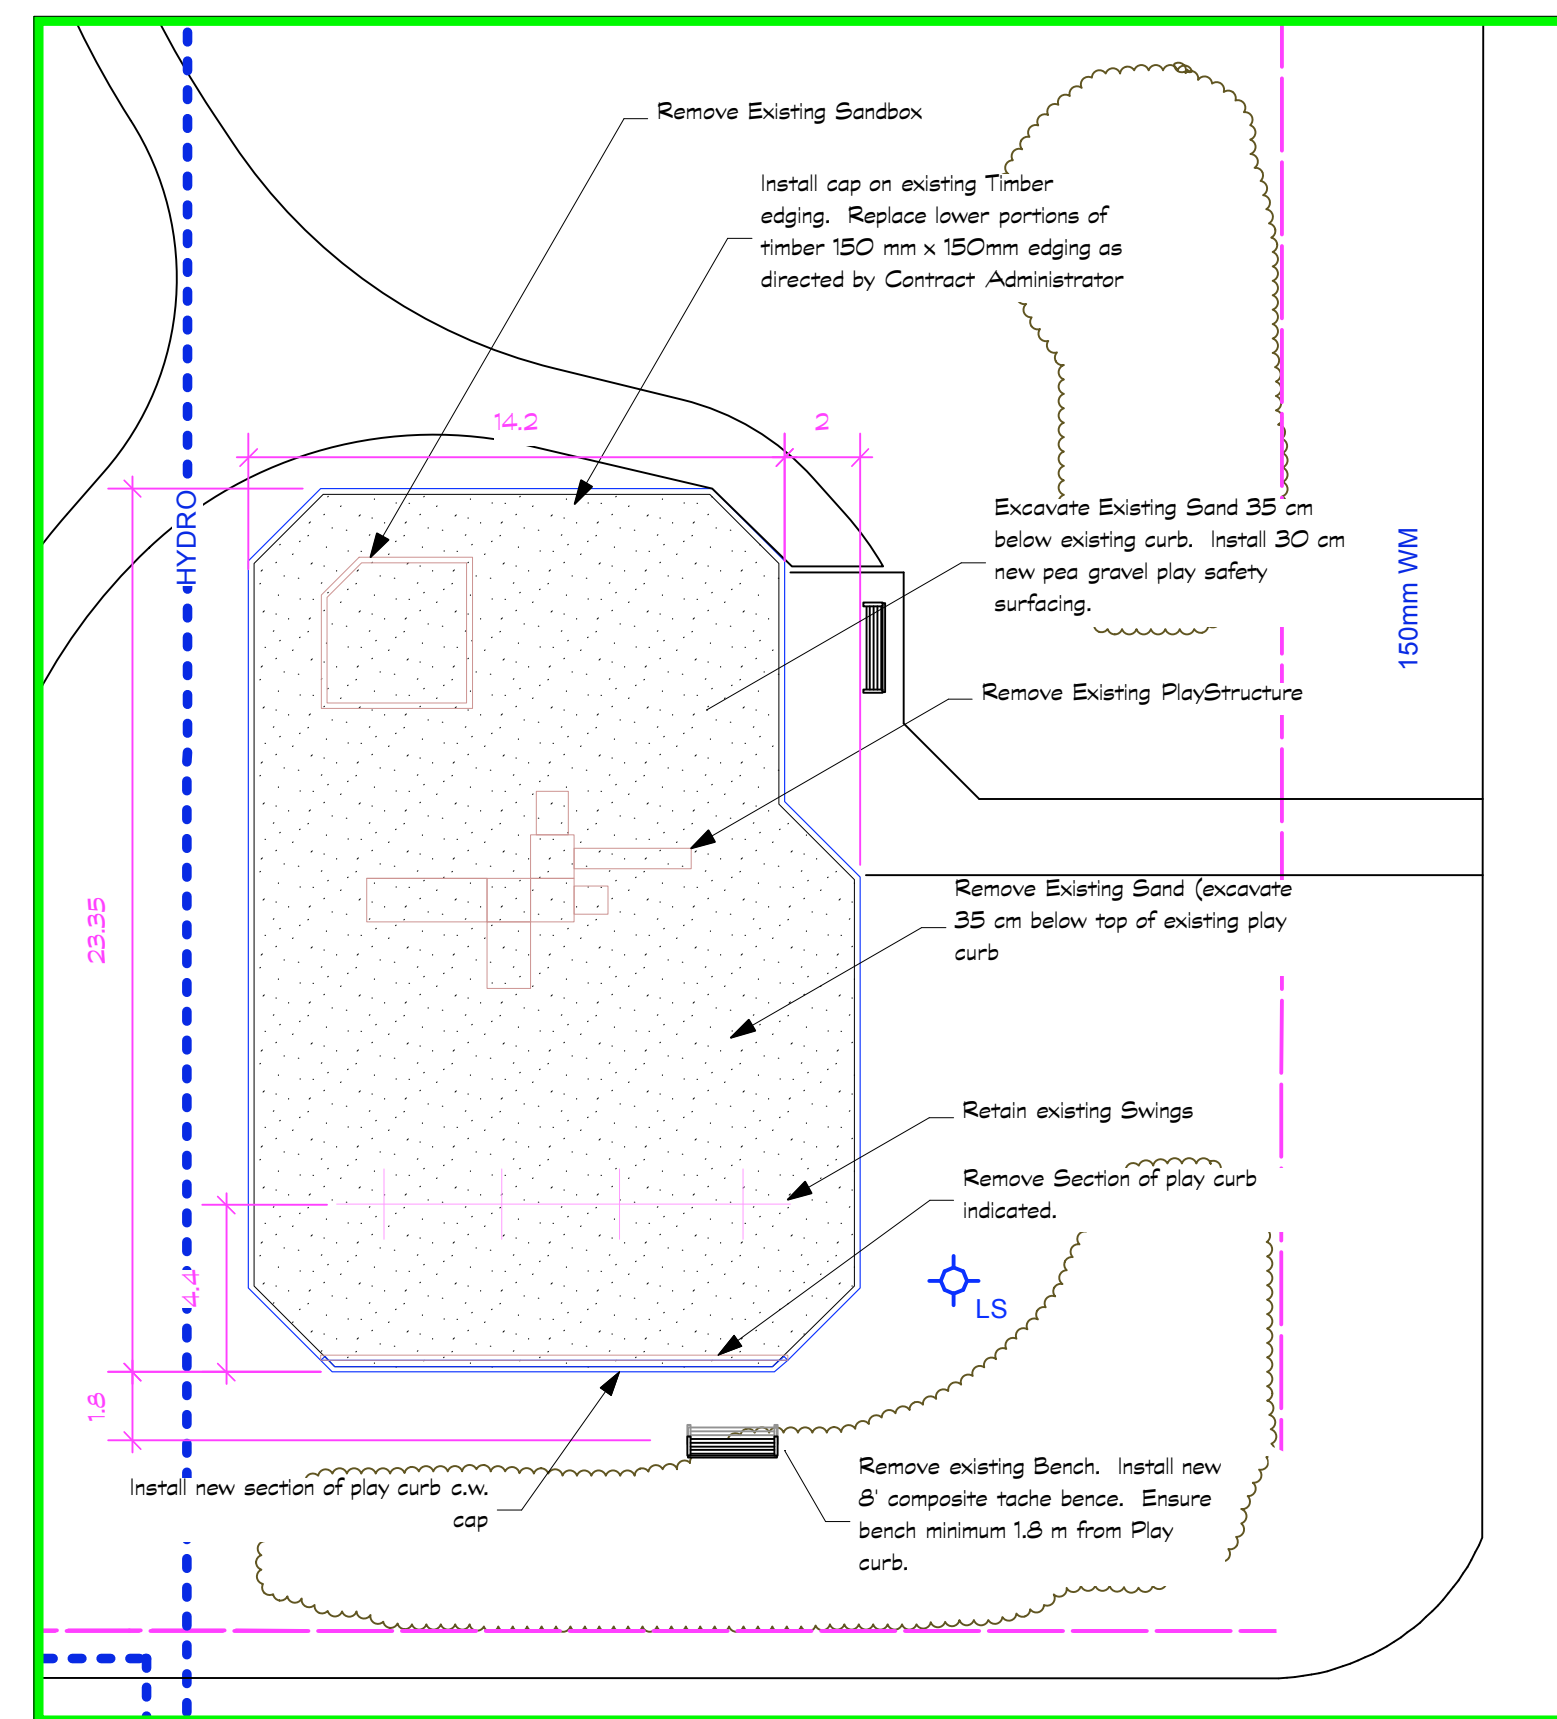 Remove Existing Sandbox
Install cap on existing Timber
edging. Replace lower portions of
timber 150 mm x 150mm edging as
directed by Contract Administrator
14.2
2
HYDRO
Excavate Existing Sand 35 cm
below existing curb. Install 30 cm
new pea gravel play safety
surfacing.
150mm WM
Remove Existing PlayStructure
23.35
Remove Existing Sand (excavate
35 cm below top of existing play
curb
Retain existing Swings
Remove Section of play curb
indicated.
4.4
LS
1.8
Install new section of play curb c.w.
cap
Remove existing Bench. Install new
8' composite tache bence. Ensure
bench minimum 1.8 m from Play
curb.